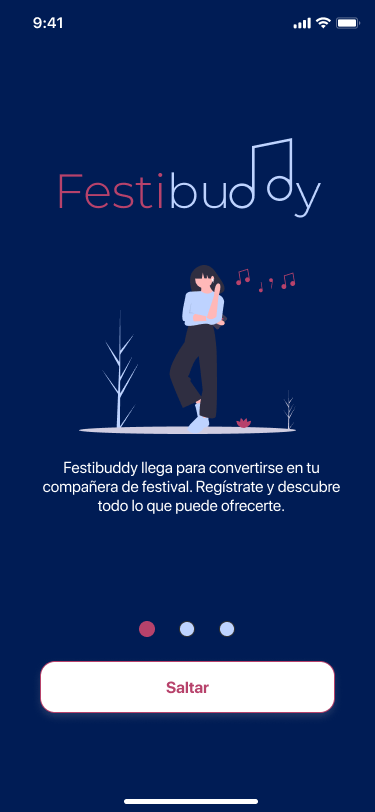 9:41
Festibuddy
Festibuddy llega para convertirse en tu
compañera de festival. Regístrate y descubre
todo lo que puede ofrecerte.
Saltar